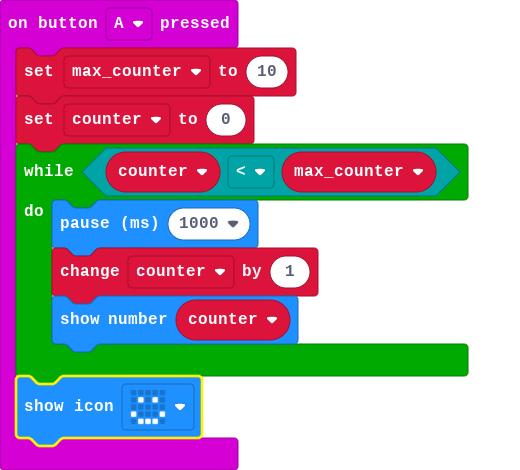 on button A pressed
set max_counter to 10
set counter to 0
while counter < max_counter
do
pause (ms) 1000
change counter by 1
show number counter
show icon